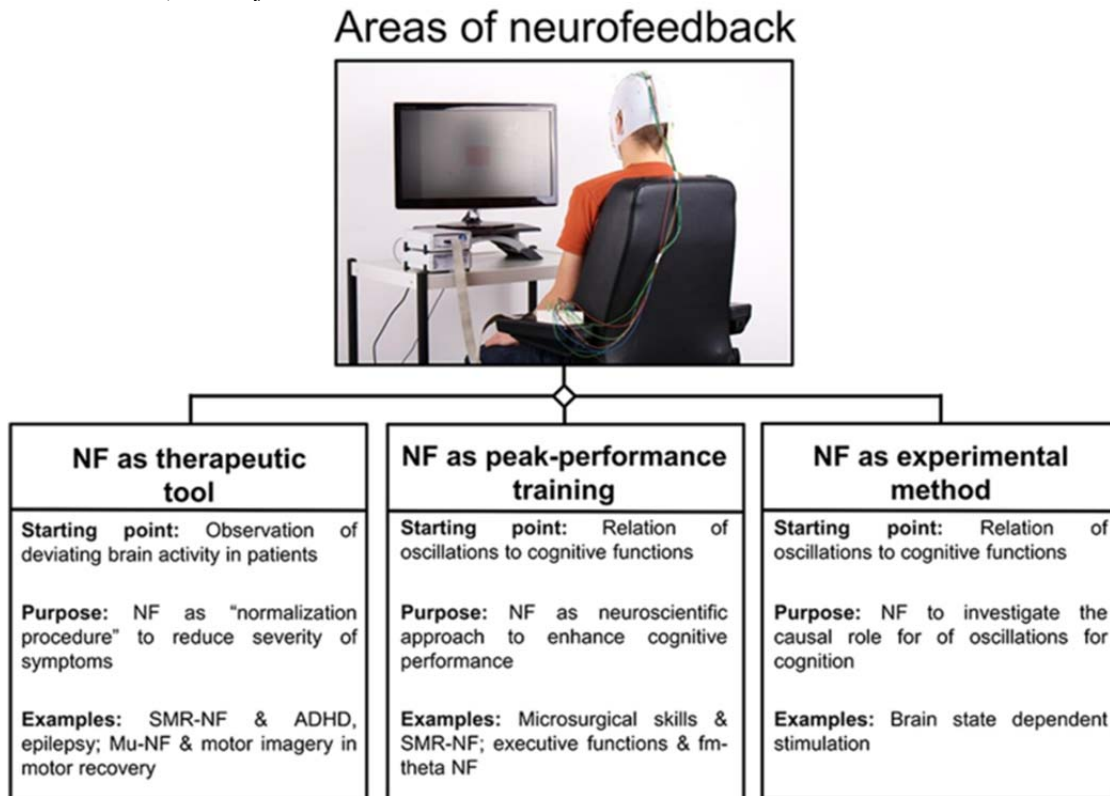 Areas of neurofeedback
NF as therapeutic
tool
Starting point: Observation of
deviating brain activity in patients
Purpose: NF as “normalization
procedure” to reduce severity of
symptoms
Examples: SMR-NF & ADHD,
epilepsy; Mu-NF & motor imagery in
motor recovery
NF as peak-performance
training
Starting point: Relation of
oscillations to cognitive functions
Purpose: NF as neuroscientific
approach to enhance cognitive
performance
Examples: Microsurgical skills &
SMR-NF; executive functions & fm-
theta NF
NF as experimental
method
Starting point: Relation of
oscillations to cognitive functions
Purpose: NF to investigate the
causal role for of oscillations for
cognition
Examples: Brain state dependent
stimulation